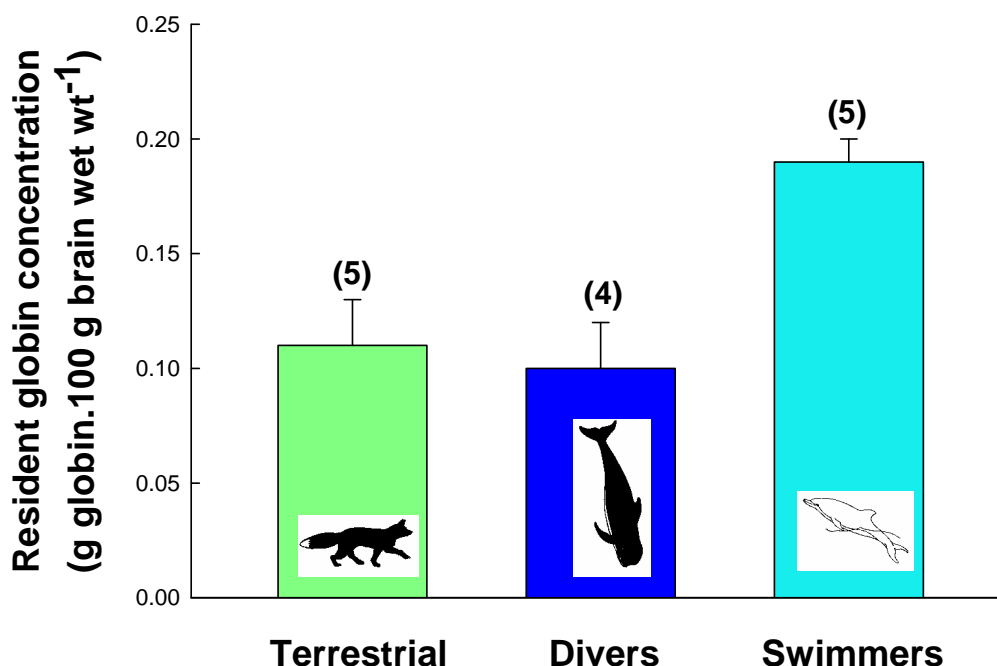 Resident globin concentration
(g globin.100 g brain wet wt-1)
0.25
0.20
0.15
0.10
0.05
0.00
(5)
(4)
(5)
Terrestrial
Divers
Swimmers